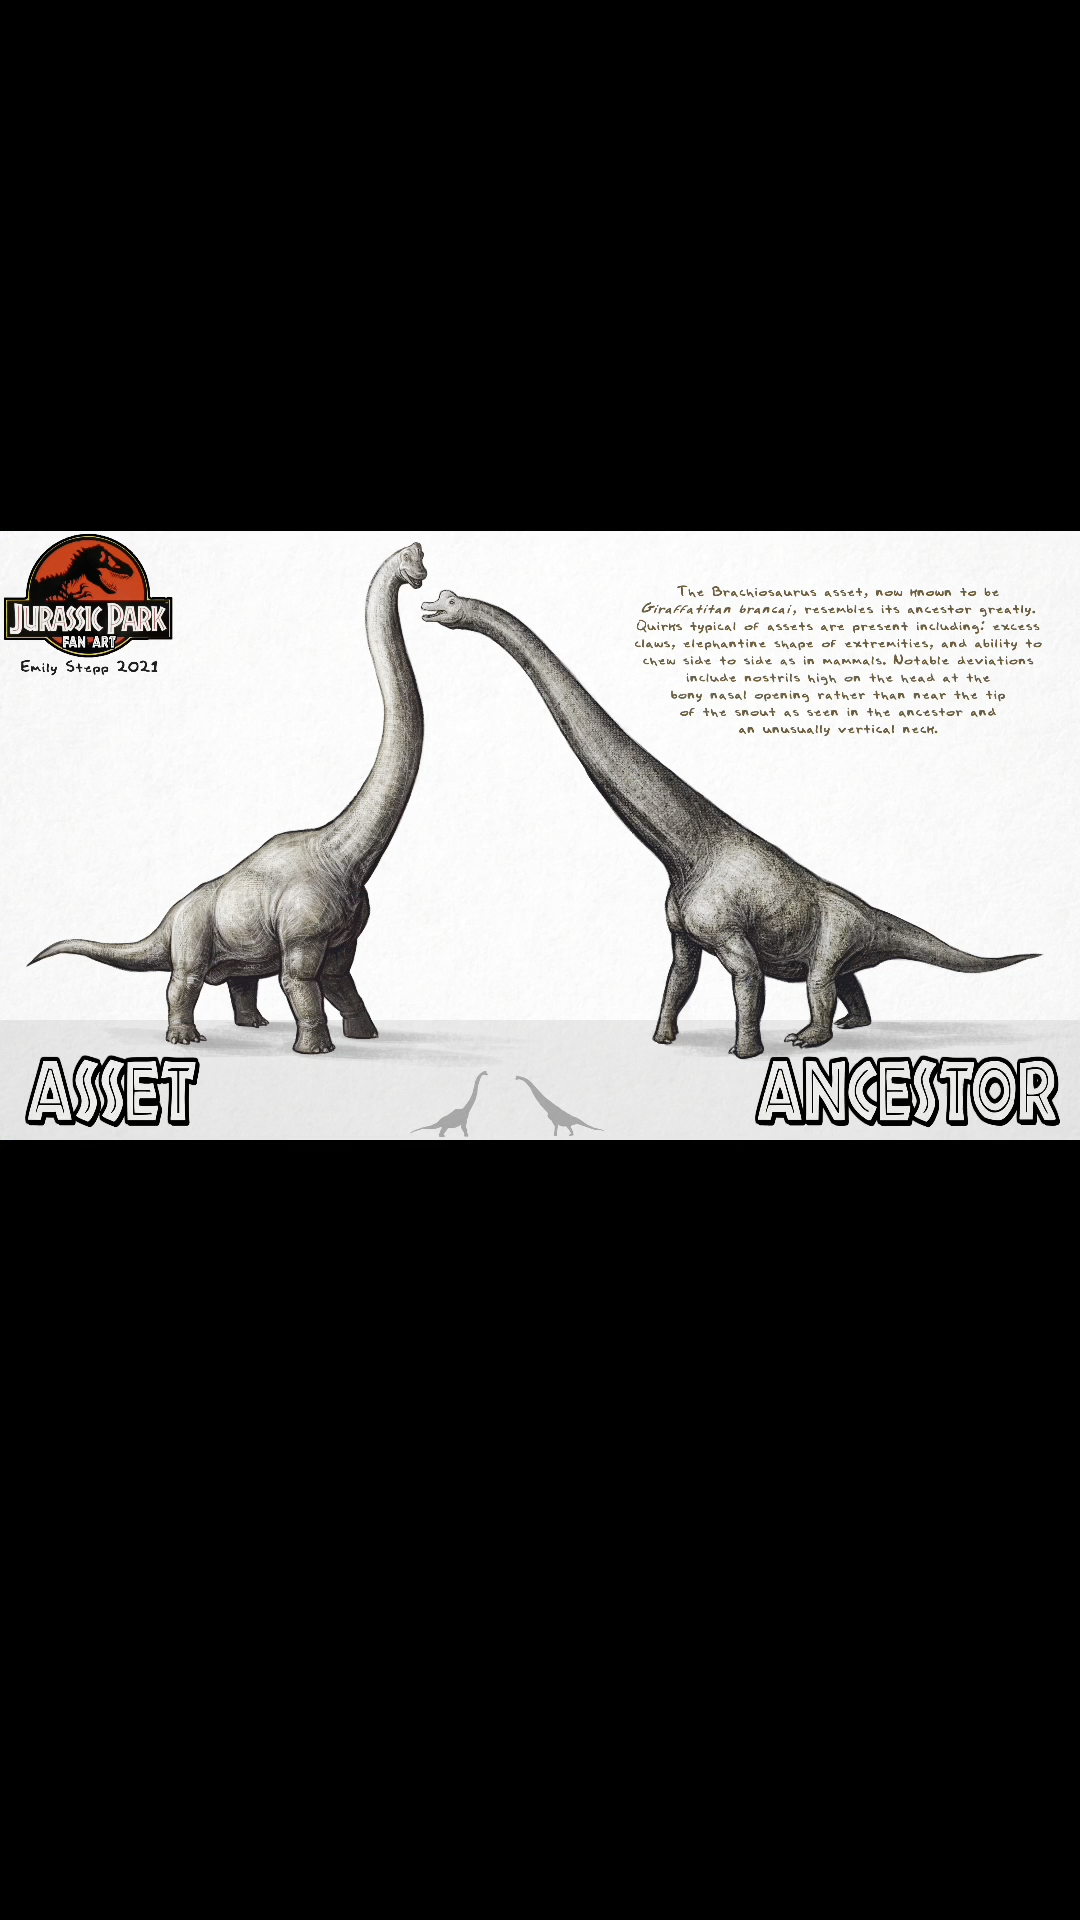 JURASSIC PARK
FAN ART
Emily Stepp 2021
The Brachiosaurus asset, now known to be
Giraffatitan brancai, resembles its ancestor greatly.
Quirks typical of assets are present including: excess
claws, elephantine shape of extremities, and ability to
chew side to side as in mammals. Notable deviations
include nostrils high on the head at the
bony nasal opening rather than near the tip
of the snout as seen in the ancestor and
an unusually vertical neck.
ASSET
ANCESTOR